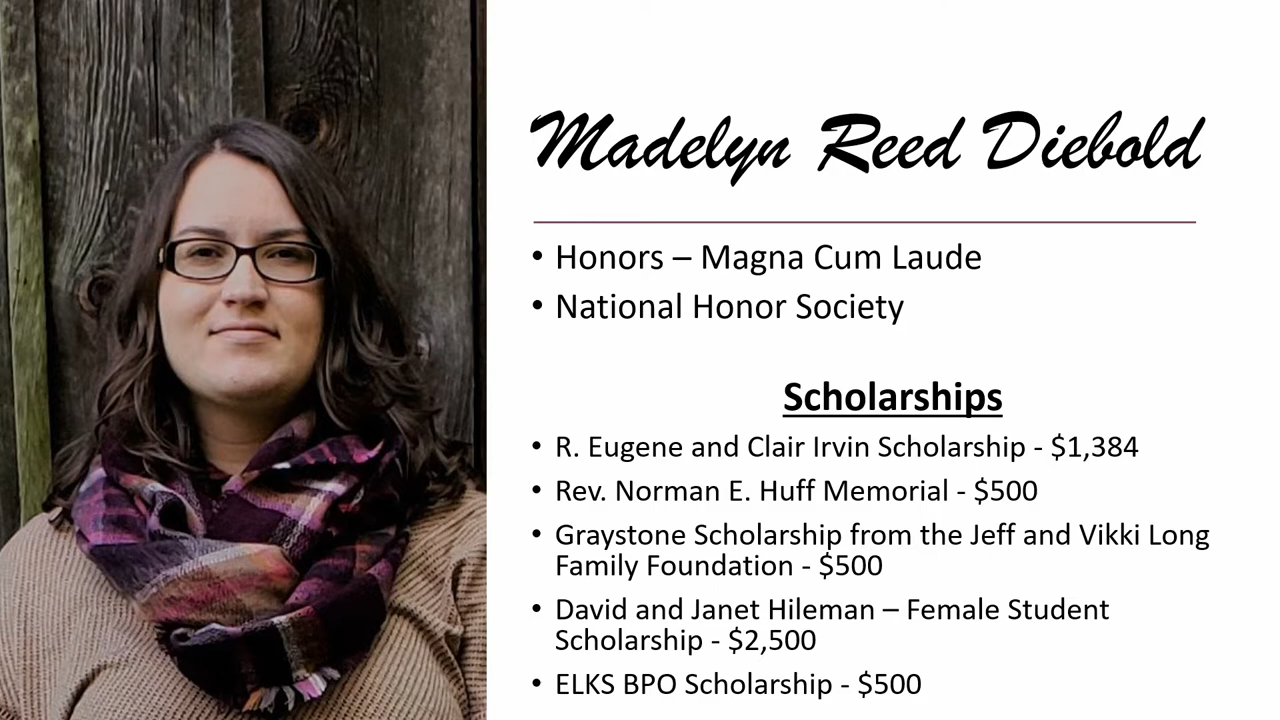 Madelyn Reed Diebold
• Honors – Magna Cum Laude
• National Honor Society
Scholarships
• R. Eugene and Clair Irvin Scholarship - $1,384
• Rev. Norman E. Huff Memorial - $500
• Graystone Scholarship from the Jeff and Vikki Long
Family Foundation - $500
• David and Janet Hileman – Female Student
Scholarship - $2,500
• ELKS BPO Scholarship - $500